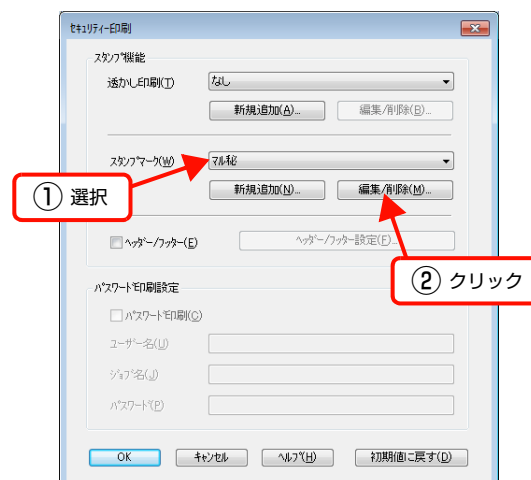 セキュリティー印刷
スタンプ機能
透かし印刷(T)
なし
新規追加(A)...
編集/削除(B)...
スタンプマーク(W)
マル秘
新規追加(N)...
編集/削除(M)...
① 選択
ヘッダー/フッター(E)
ヘッダー/フッター設定(F)...
② クリック
パスワード印刷設定
パスワード印刷(C)
ユーザー名(U)
ジョブ名(J)
パスワード(P)
OK
キャンセル
ヘルプ(H)
初期値に戻す(D)